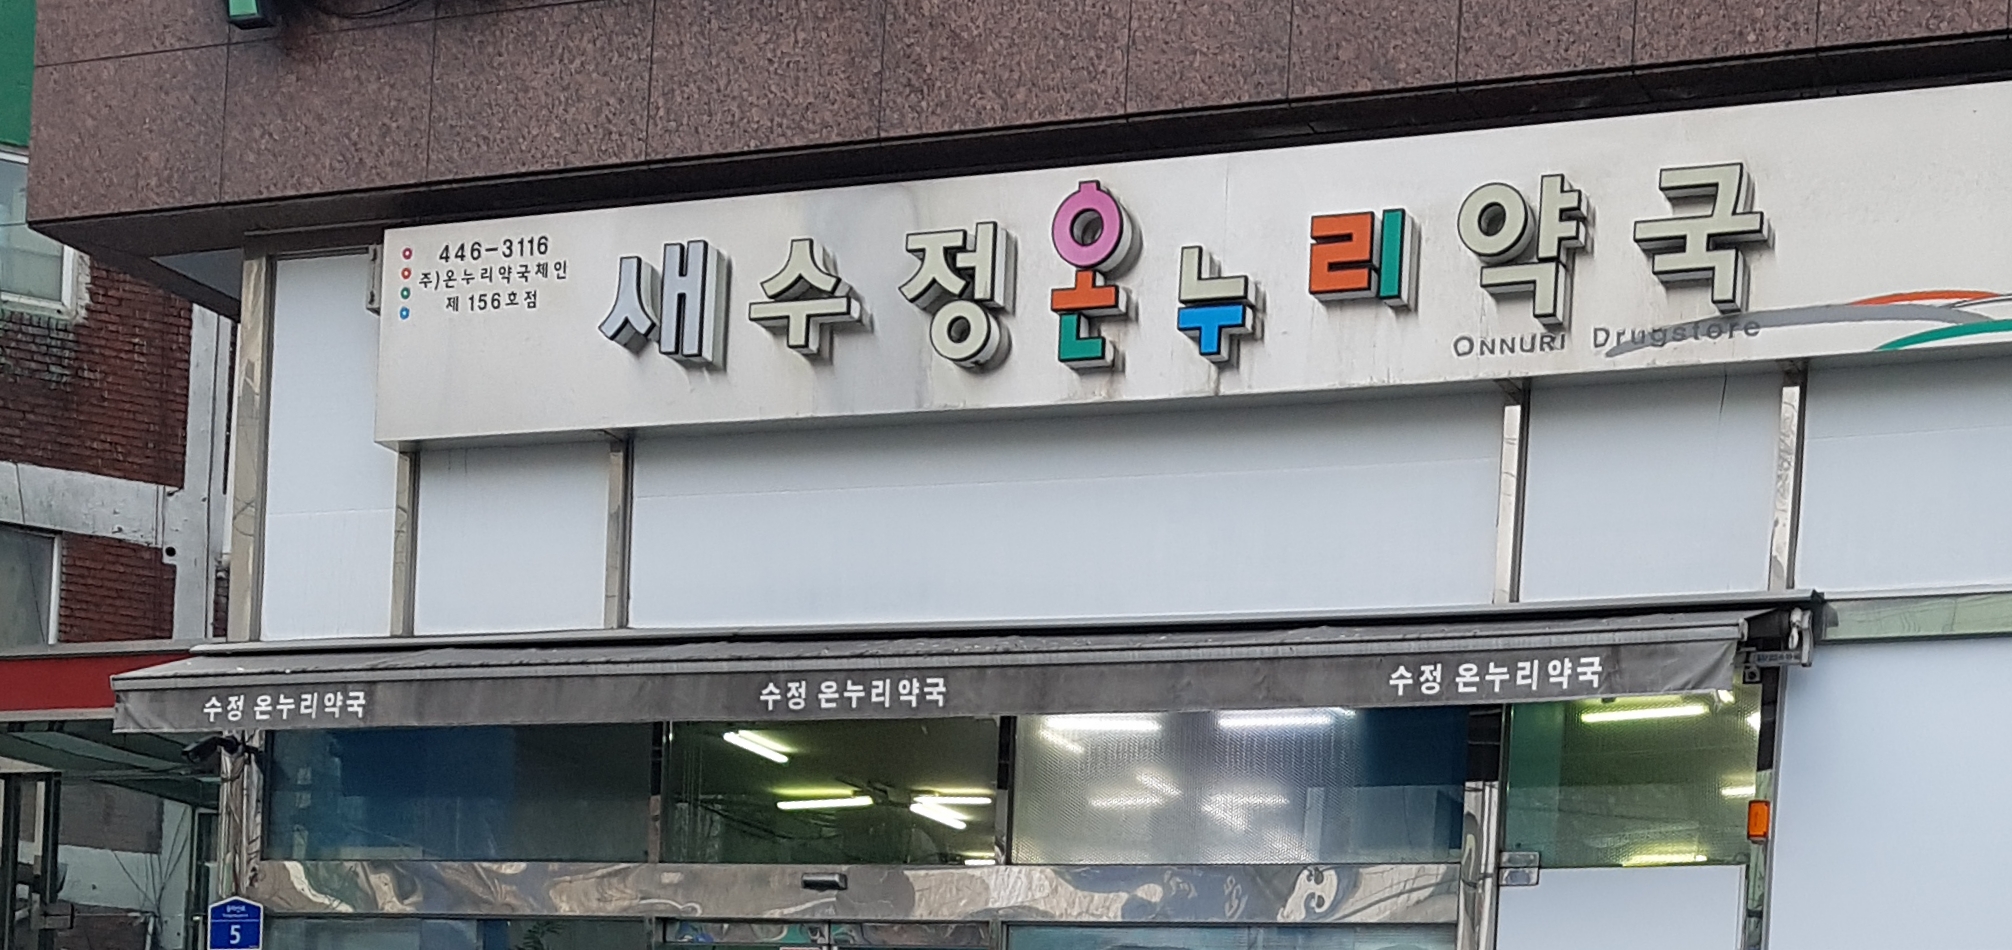 446-3116
주)온누리약국체인
제 156호점
새수정온누리약국
ONNURI Drugstore
수정 온누리약국
수정 온누리약국
수정 온누리약국
5